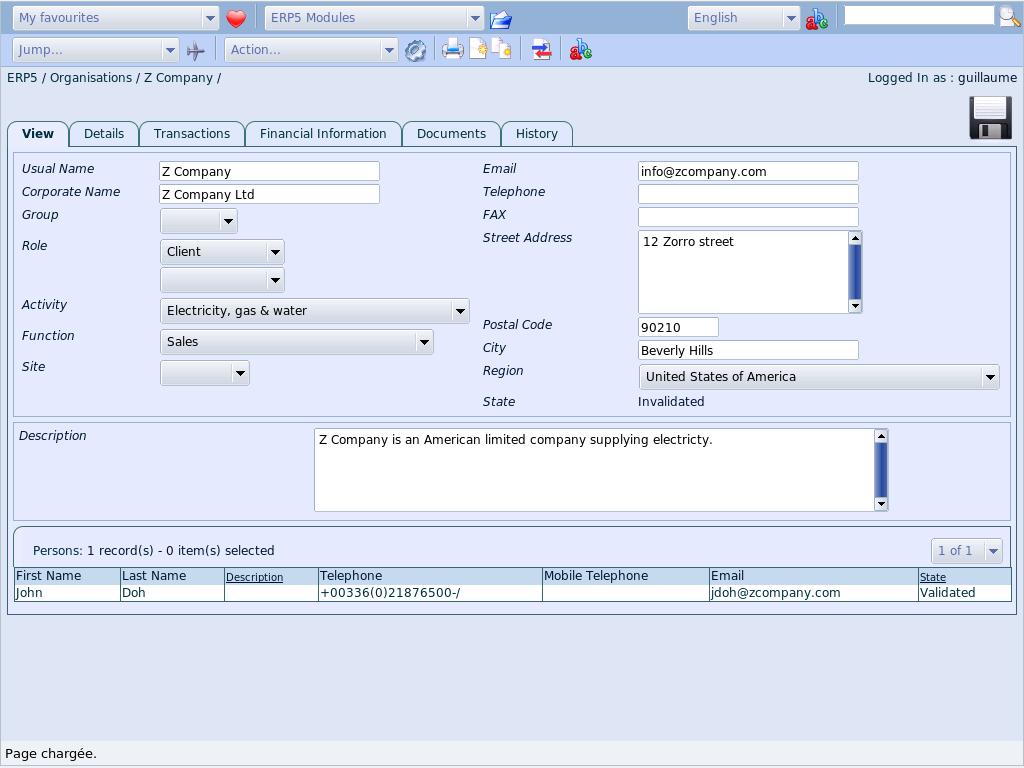 My favourites ERP5 Modules English
Jump... Action...
ERP5 / Organisations / Z Company / Logged In as : guillaume
View Details Transactions Financial Information Documents History
Usual Name Z Company
Corporate Name Z Company Ltd
Group
Role Client
Activity Electricity, gas & water
Function Sales
Site
Email info@zcompany.com
Telephone
FAX
Street Address 12 Zorro street
Postal Code 90210
City Beverly Hills
Region United States of America
State Invalidated
Description Z Company is an American limited company supplying electricty.
Persons: 1 record(s) - 0 item(s) selected 1 of 1
First Name Last Name Description Telephone Mobile Telephone Email State
John Doh +00336(0)21876500-/ jdoh@zcompany.com Validated
Page chargée.